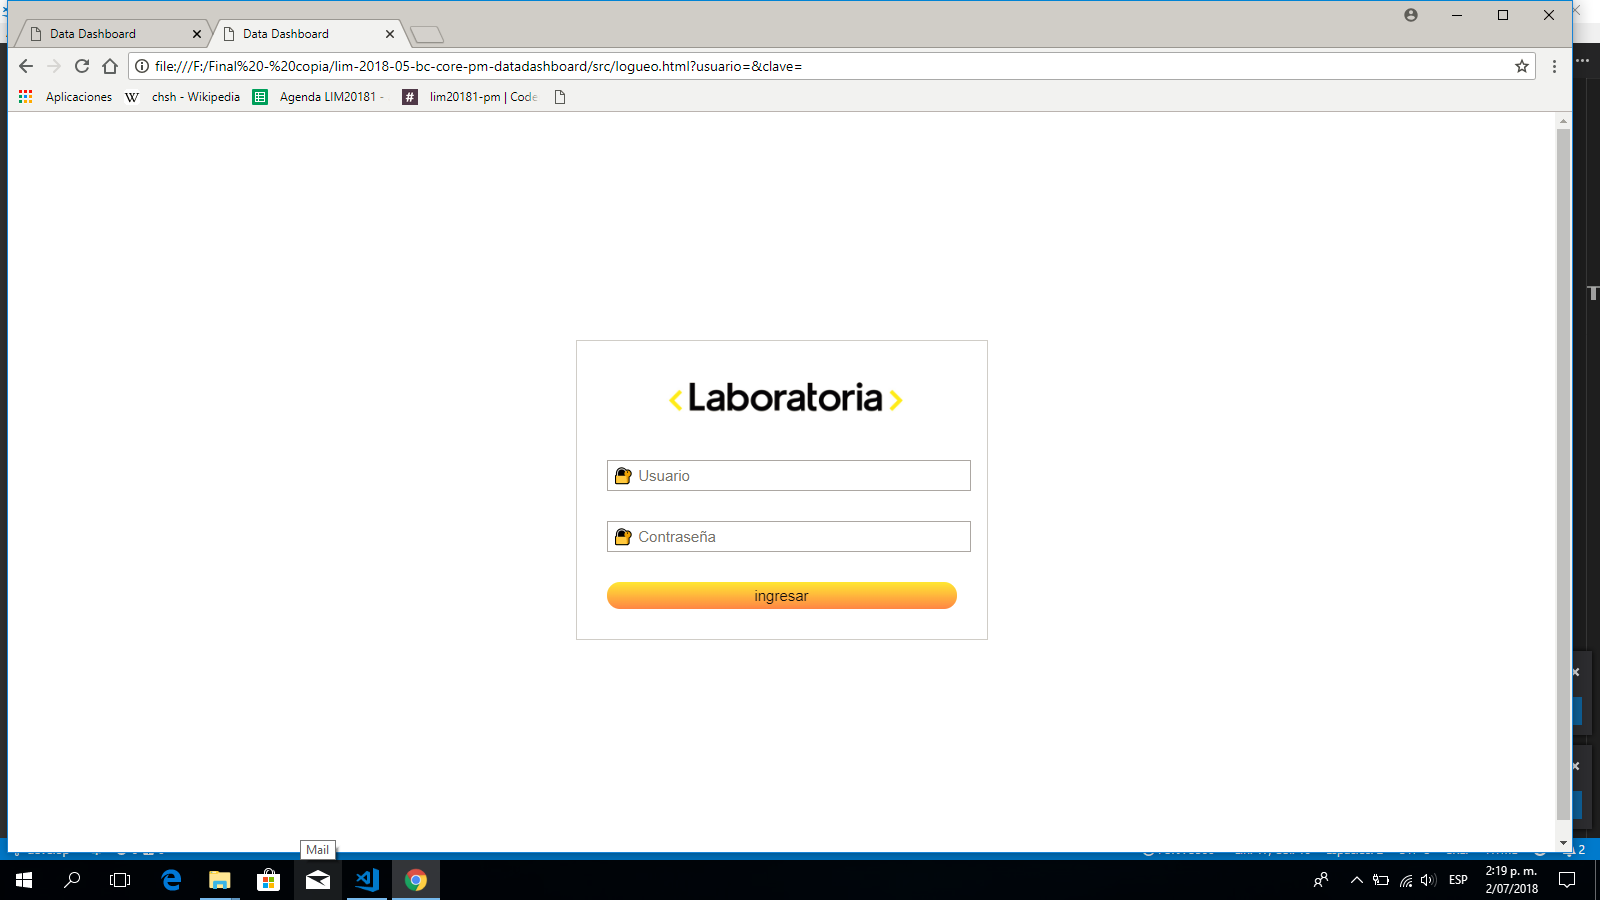 Data Dashboard
Data Dashboard
file:///F:/Final%20-%20copia/lim-2018-05-bc-core-pm-datadashboard/src/logueo.html?usuario=&clave=
Aplicaciones
W chsh - Wikipedia
Agenda LIM20181 -
# lim20181-pm | Code
<Laboratoria>
Usuario
Contraseña
ingresar
Mail
2
ESP
2:19 p. m.
2/07/2018